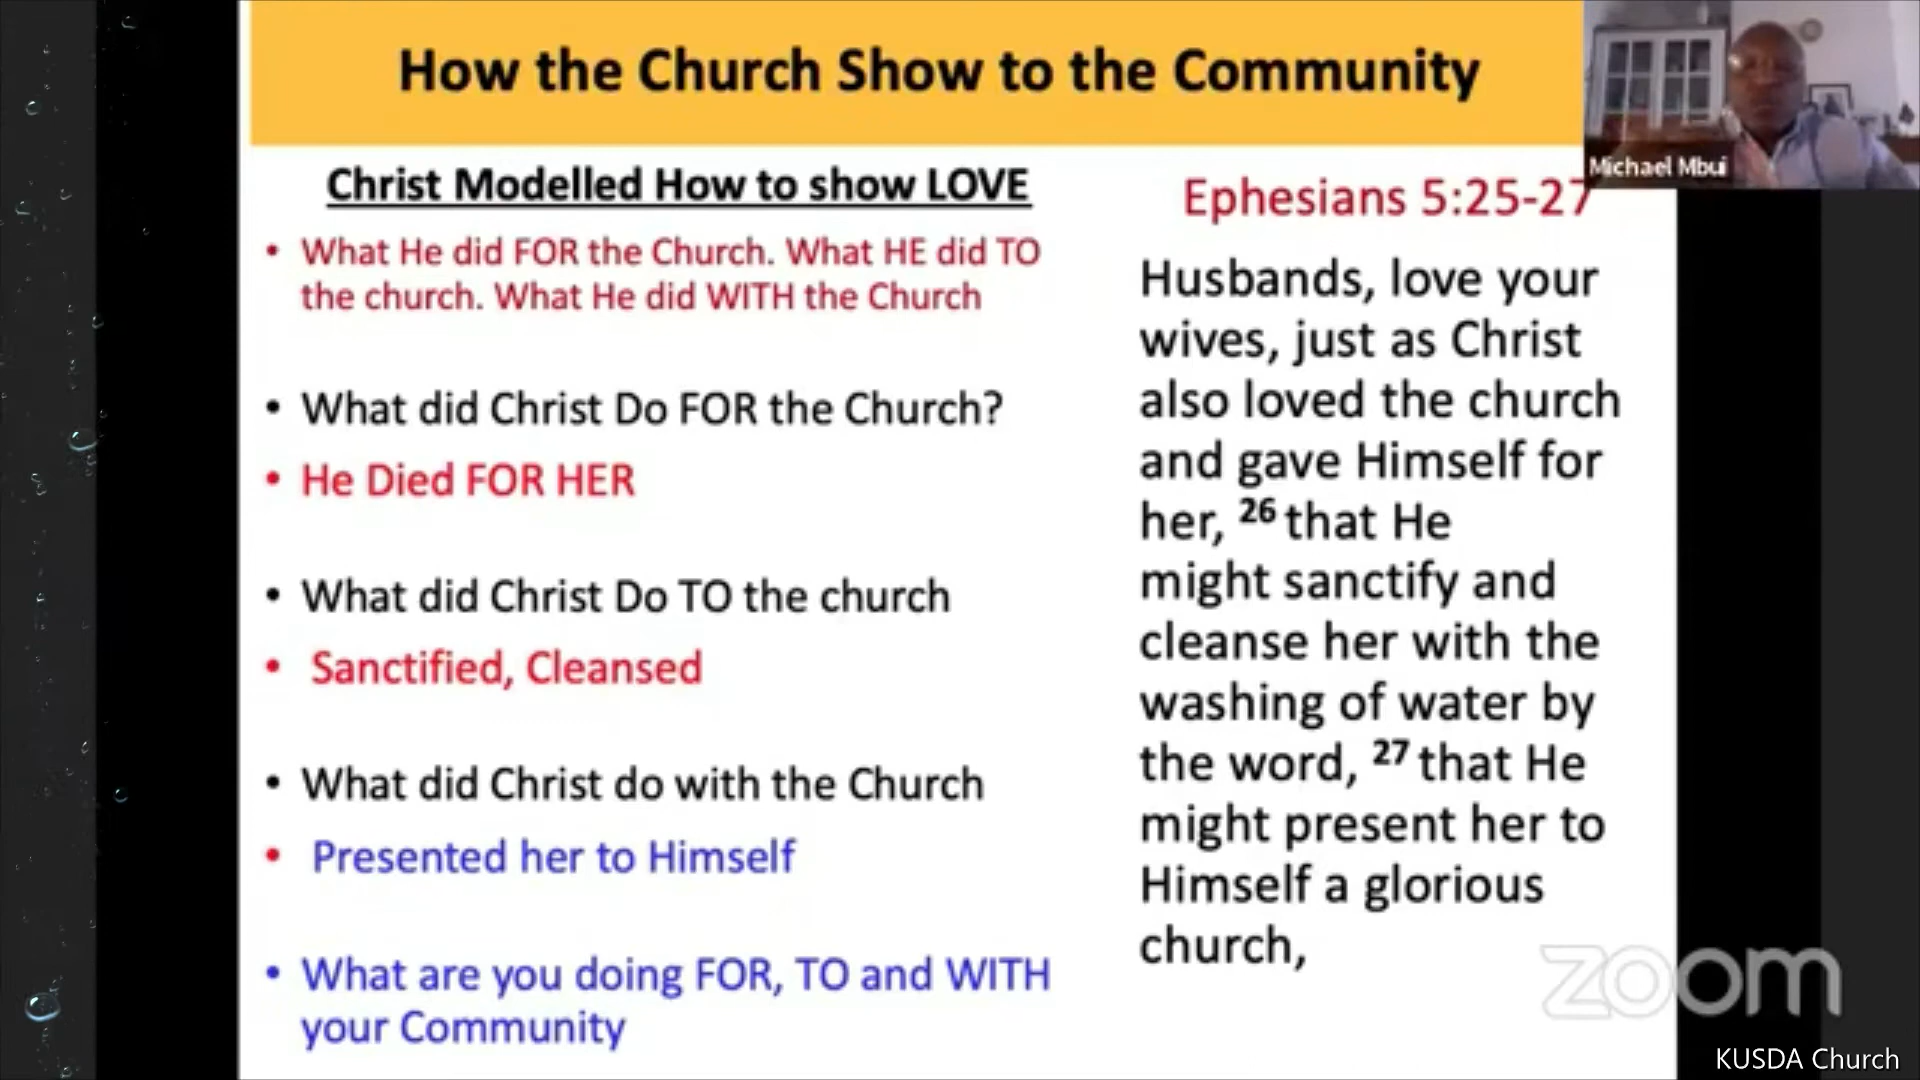 How the Church Show to the Community
Michael Mbui
Christ Modelled How to show LOVE
• What He did FOR the Church. What HE did TO
the church. What He did WITH the Church
• What did Christ Do FOR the Church?
• He Died FOR HER
• What did Christ Do TO the church
• Sanctified, Cleansed
• What did Christ do with the Church
• Presented her to Himself
• What are you doing FOR, TO and WITH
your Community
Ephesians 5:25-27
Husbands, love your
wives, just as Christ
also loved the church
and gave Himself for
her, 26 that He
might sanctify and
cleanse her with the
washing of water by
the word, 27 that He
might present her to
Himself a glorious
church,
zoom
KUSDA Church